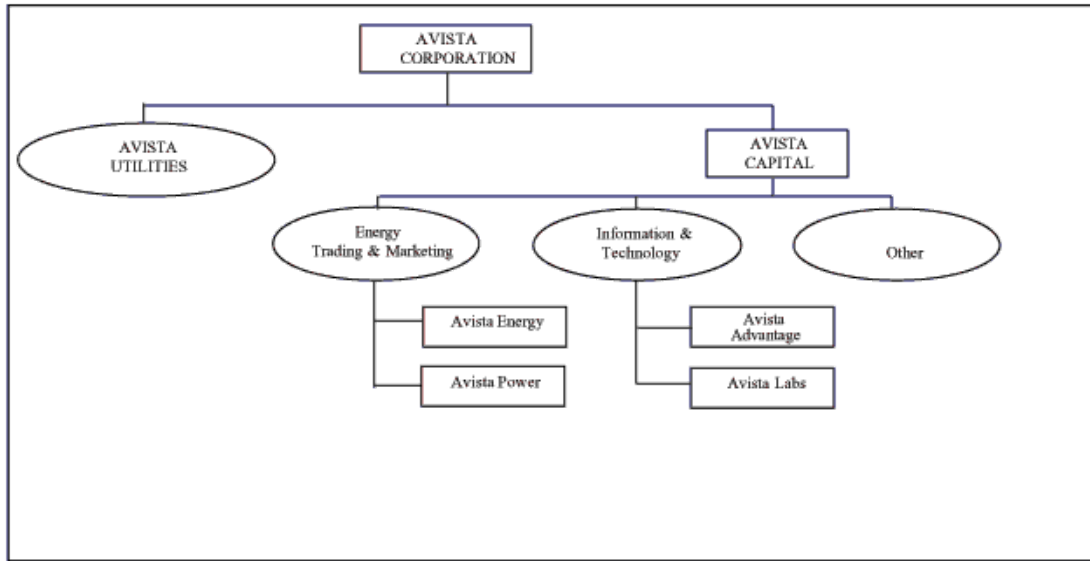 AVISTA
CORPORATION
AVISTA
UTILITIES
AVISTA
CAPITAL
Energy
Trading & Marketing
Information &
Technology
Other
Avista Energy
Avista
Advantage
Avista Power
Avista Labs